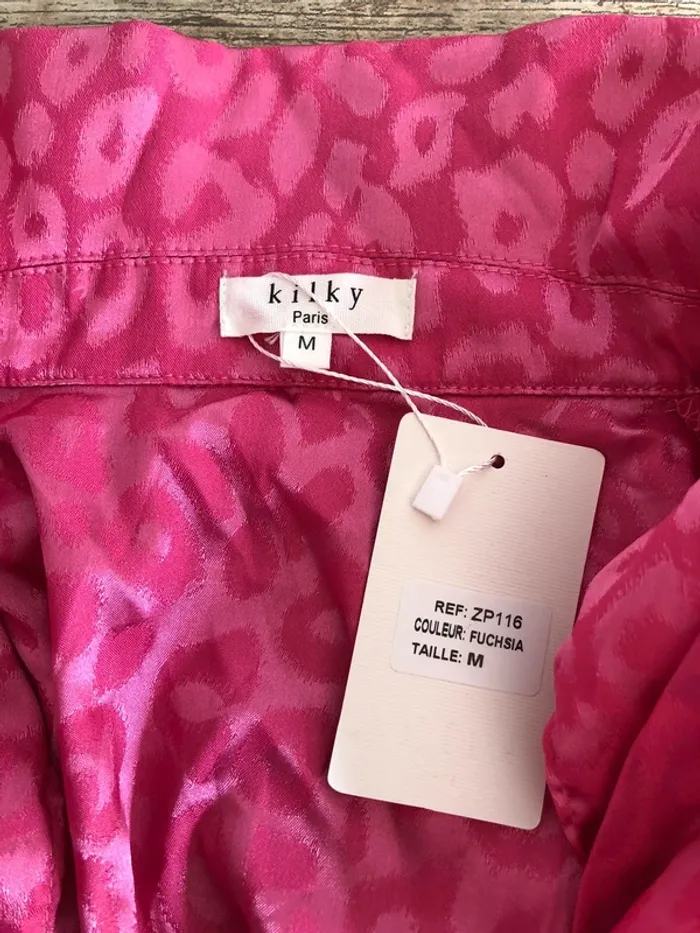 kilky
Paris
M
REF: ZP116
COULEUR: FUCHSIA
TAILLE: M